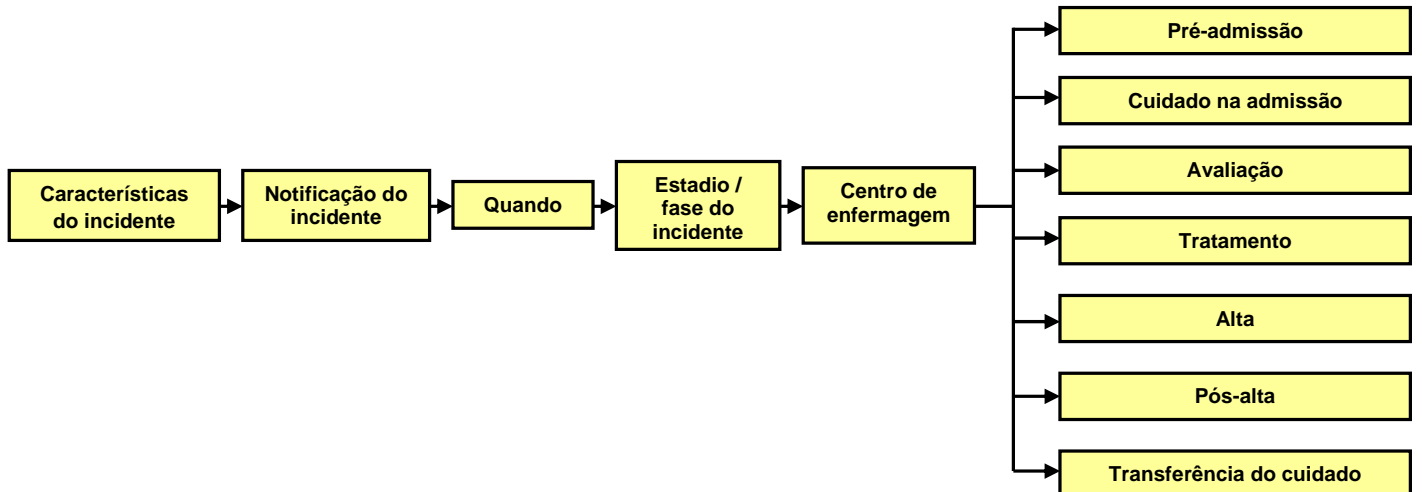 Características
do incidente
Notificação do
incidente
Quando
Estadio /
fase do
incidente
Centro de
enfermagem
Pré-admissão
Cuidado na admissão
Avaliação
Tratamento
Alta
Pós-alta
Transferência do cuidado